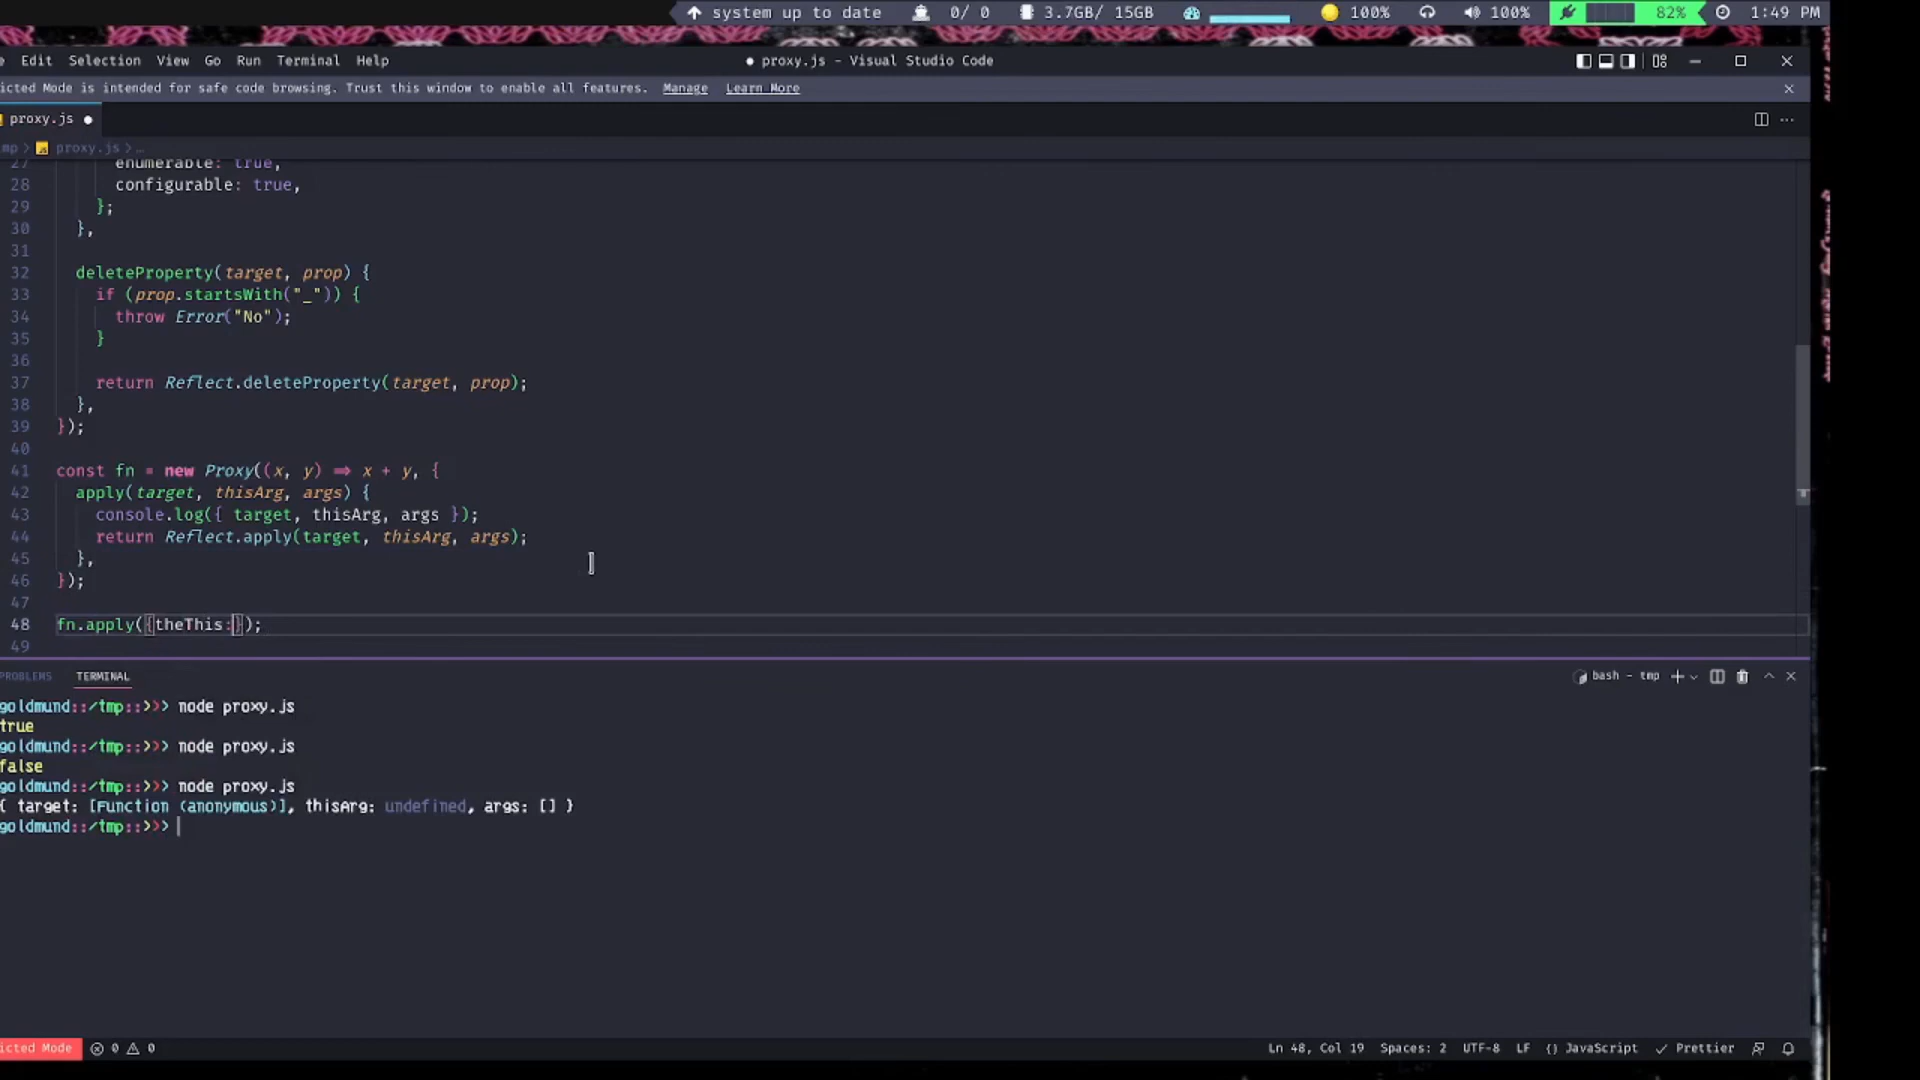 system up to date 0/ 0 3.7GB/ 15GB 100% 100% 82% 1:49 PM
Edit Selection View Go Run Terminal Help ● proxy.js - Visual Studio Code
icted Mode is intended for safe code browsing. Trust this window to enable all features. Manage Learn More
proxy.js ●
mp > proxy.js > …
27 enumerable: true,
28 configurable: true,
29 };
30 },
31
32 deleteProperty(target, prop) {
33 if (prop.startsWith("_")) {
34 throw Error("No");
35 }
36
37 return Reflect.deleteProperty(target, prop);
38 },
39 });
40
41 const fn = new Proxy((x, y) => x + y, {
42 apply(target, thisArg, args) {
43 console.log({ target, thisArg, args });
44 return Reflect.apply(target, thisArg, args);
45 },
46 });
47
48 fn.apply({theThis:});
49
PROBLEMS TERMINAL bash - tmp
goldmund::/tmp::>>> node proxy.js
true
goldmund::/tmp::>>> node proxy.js
false
goldmund::/tmp::>>> node proxy.js
{ target: [Function (anonymous)], thisArg: undefined, args: [] }
goldmund::/tmp::>>>
icted Mode 0 0 Ln 48, Col 19 Spaces: 2 UTF-8 LF {} JavaScript Prettier